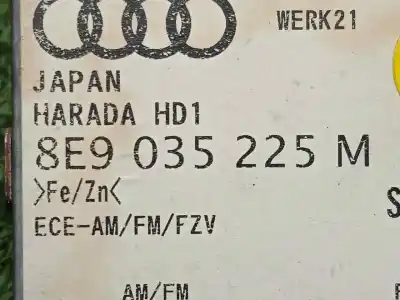 WERK21
JAPAN
HARADA HD1
8E9 035 225 M
>Fe/Zn<
ECE-AM/FM/FZV
AM/FM